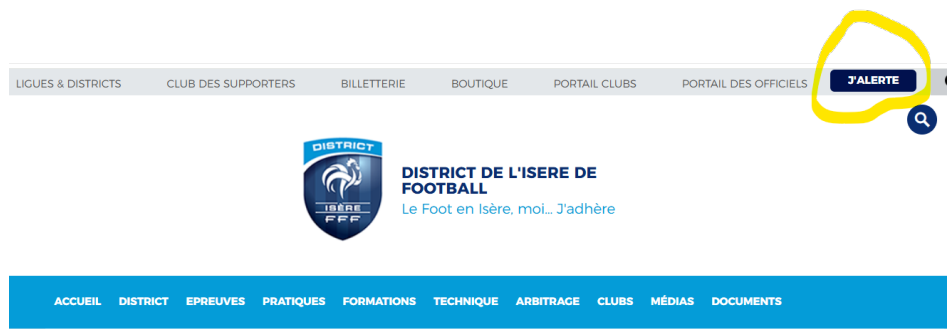 LIGUES & DISTRICTS CLUB DES SUPPORTERS BILLETTERIE BOUTIQUE PORTAIL CLUBS PORTAIL DES OFFICIELS J'ALERTE
DISTRICT
ISÈRE
FFF
DISTRICT DE L'ISERE DE
FOOTBALL
Le Foot en Isère, moi... J'adhère
ACCUEIL DISTRICT EPREUVES PRATIQUES FORMATIONS TECHNIQUE ARBITRAGE CLUBS MÉDIAS DOCUMENTS